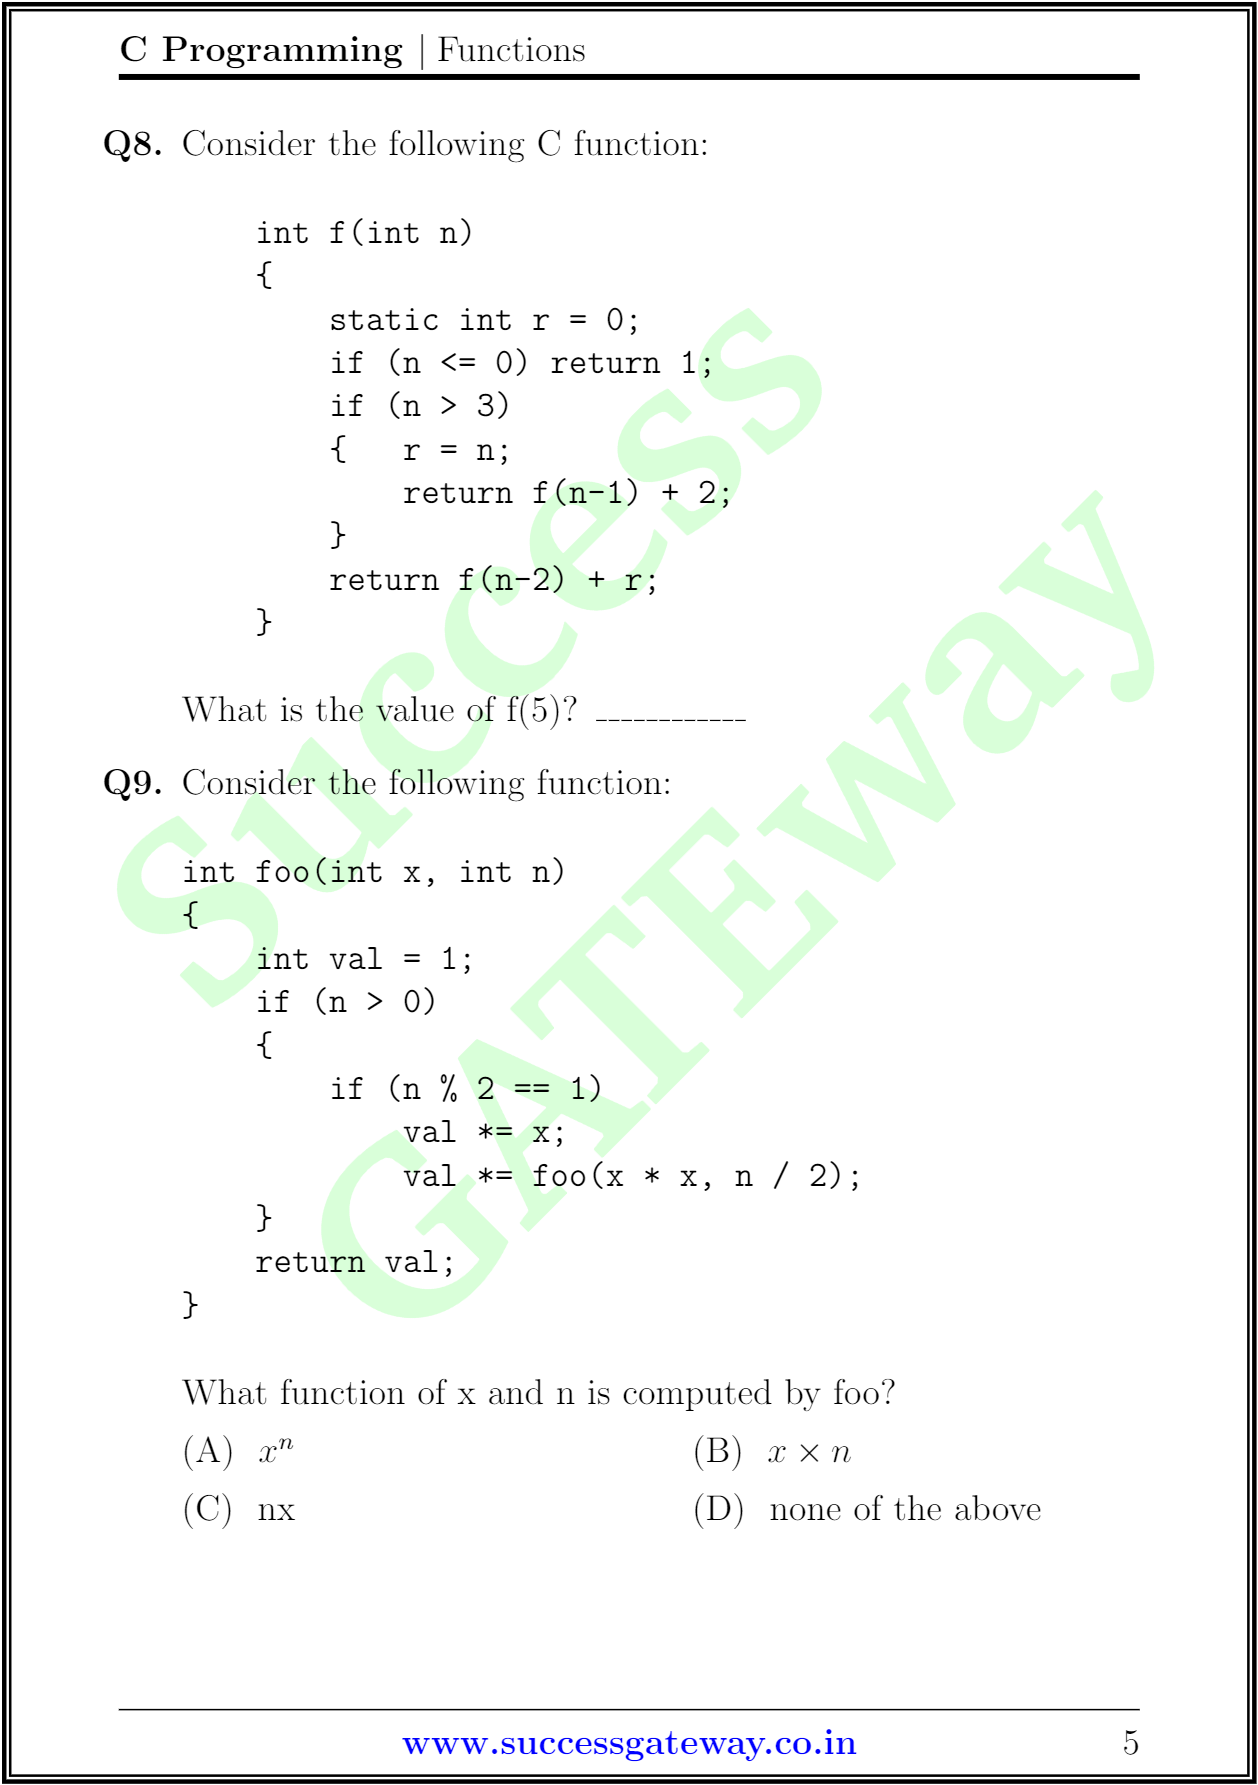 C Programming | Functions
Q8. Consider the following C function:
int f(int n)
{
static int r = 0;
if (n <= 0) return 1;
if (n > 3)
{ r = n;
return f(n-1) + 2;
}
return f(n-2) + r;
}
What is the value of f(5)? ____________
Q9. Consider the following function:
int foo(int x, int n)
{
int val = 1;
if (n > 0)
{
if (n % 2 == 1)
val *= x;
val *= foo(x * x, n / 2);
}
return val;
}
What function of x and n is computed by foo?
(A) xⁿ (B) x × n
(C) nx (D) none of the above
www.successgateway.co.in 5
Success
GATEway